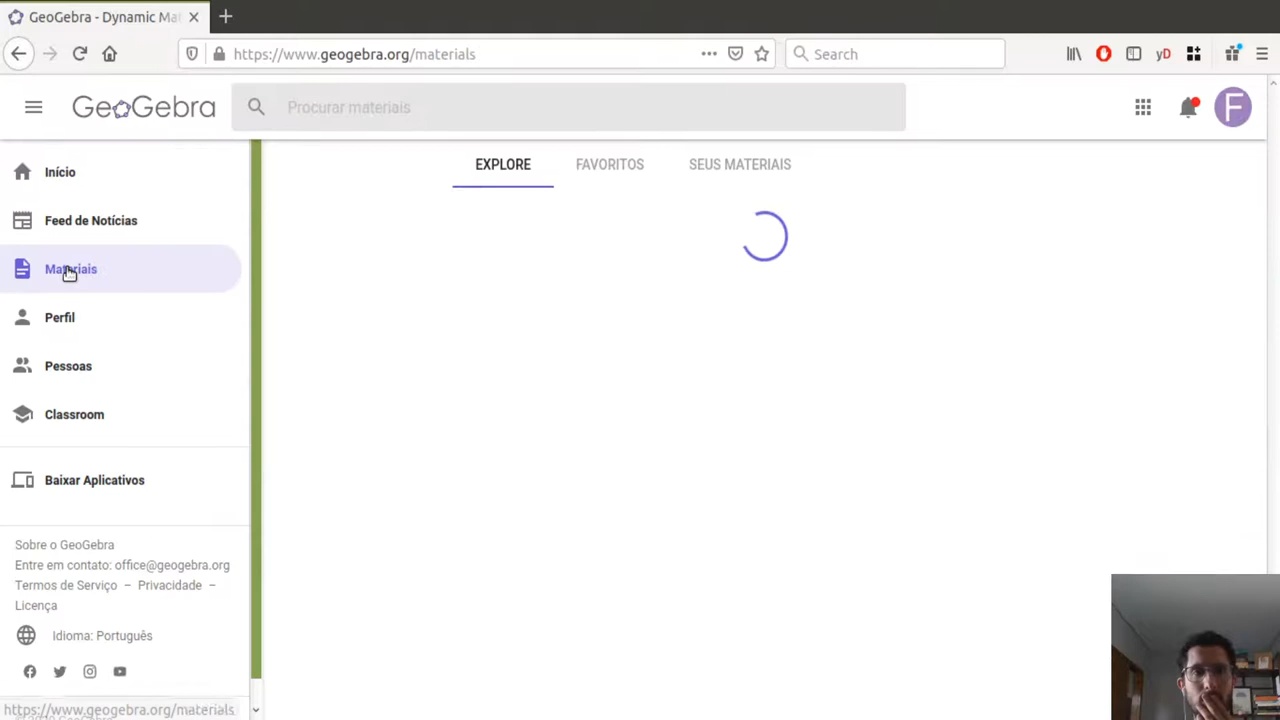 GeoGebra - Dynamic Ma
https://www.geogebra.org/materials
Search
yD
GeoGebra
Procurar materiais
F
Início
Feed de Notícias
Materiais
Perfil
Pessoas
Classroom
Baixar Aplicativos
EXPLORE
FAVORITOS
SEUS MATERIAIS
Sobre o GeoGebra
Entre em contato: office@geogebra.org
Termos de Serviço – Privacidade –
Licença
Idioma: Português
https://www.geogebra.org/materials